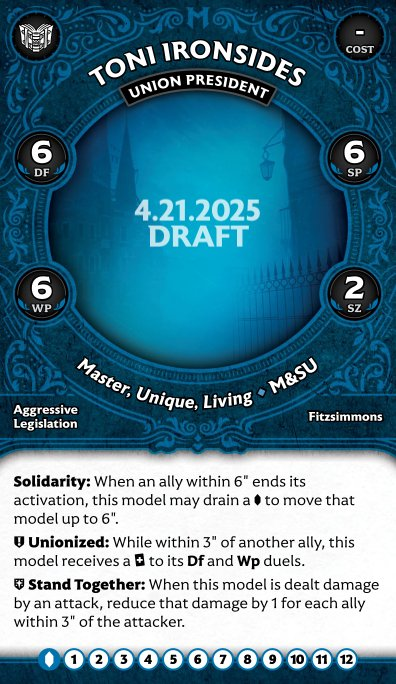 -
COST
TONI IRONSIDES
UNION PRESIDENT
6
DF
6
SP
4.21.2025
DRAFT
6
WP
2
SZ
Master, Unique, Living ⬥ M&SU
Aggressive
Legislation
Fitzsimmons
Solidarity: When an ally within 6" ends its
activation, this model may drain a to move that
model up to 6".
Unionized: While within 3" of another ally, this
model receives a to its Df and Wp duels.
Stand Together: When this model is dealt damage
by an attack, reduce that damage by 1 for each ally
within 3" of the attacker.
1 2 3 4 5 6 7 8 9 10 11 12